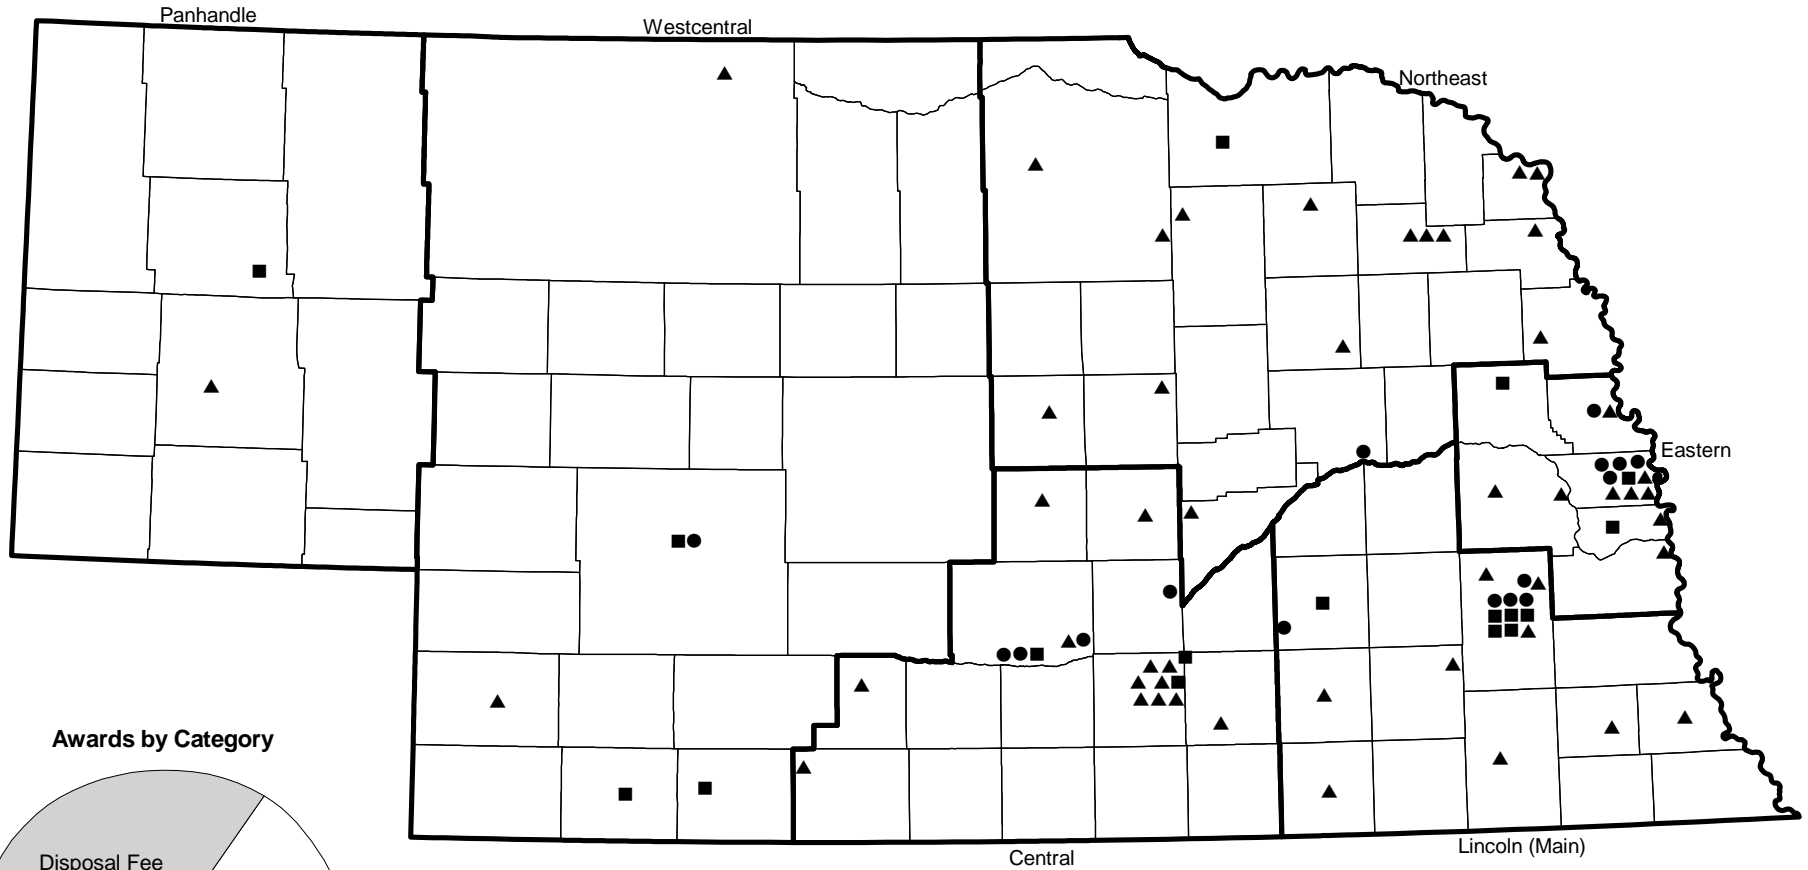 Panhandle
Westcentral
Northeast
Eastern
Awards by Category
Disposal Fee
Lincoln (Main)
Central